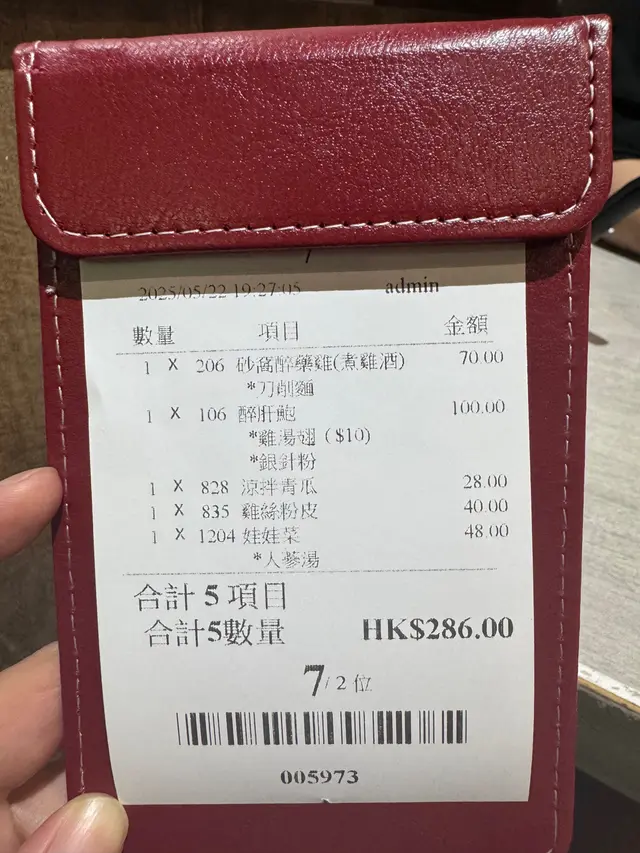 2025/05/22 19:27:05 admin
數量 項目 金額
1 X 206 砂窩醉藥雞(煮雞酒) 70.00
*刀削麵
1 X 106 醉肝鮑 100.00
*雞湯翅（$10)
*銀針粉
1 X 828 涼拌青瓜 28.00
1 X 835 雞絲粉皮 40.00
1 X 1204 娃娃菜 48.00
*人蔘湯
合計 5 項目
合計5數量 HK$286.00
7/2 位
005973